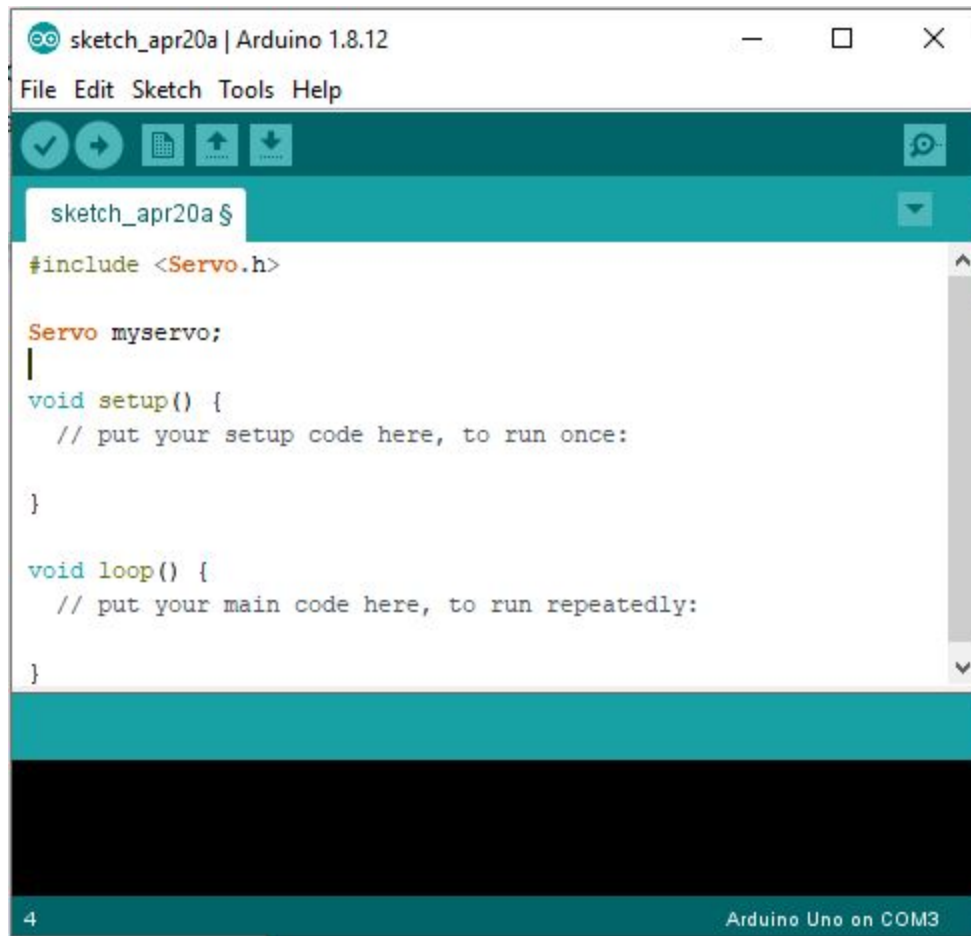 sketch_apr20a | Arduino 1.8.12
File Edit Sketch Tools Help
sketch_apr20a §
#include <Servo.h>
Servo myservo;
void setup() {
  // put your setup code here, to run once:
}
void loop() {
  // put your main code here, to run repeatedly:
}
4
Arduino Uno on COM3